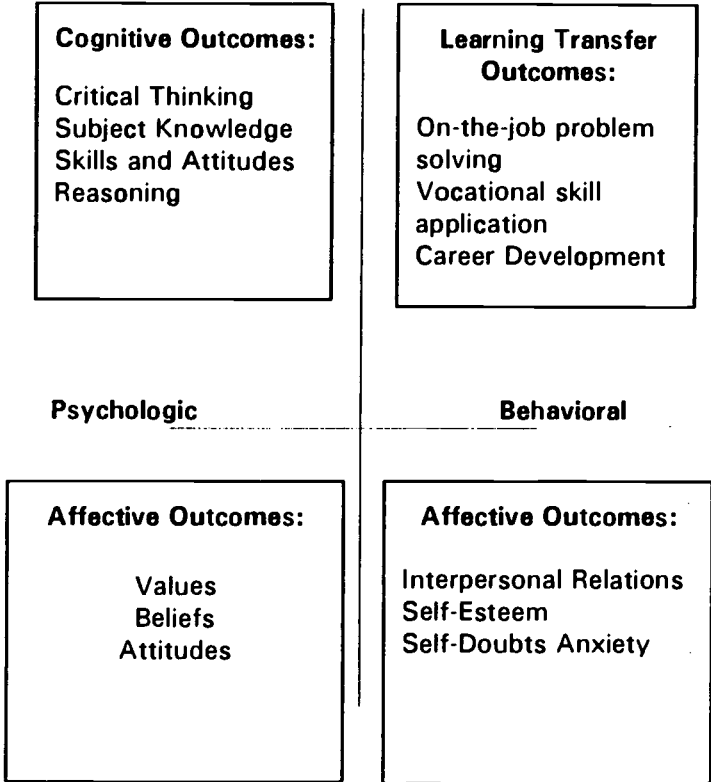 Cognitive Outcomes:
Critical Thinking
Subject Knowledge
Skills and Attitudes
Reasoning
Learning Transfer
Outcomes:
On-the-job problem
solving
Vocational skill
application
Career Development
Psychologic
Behavioral
Affective Outcomes:
Values
Beliefs
Attitudes
Affective Outcomes:
Interpersonal Relations
Self-Esteem
Self-Doubts Anxiety